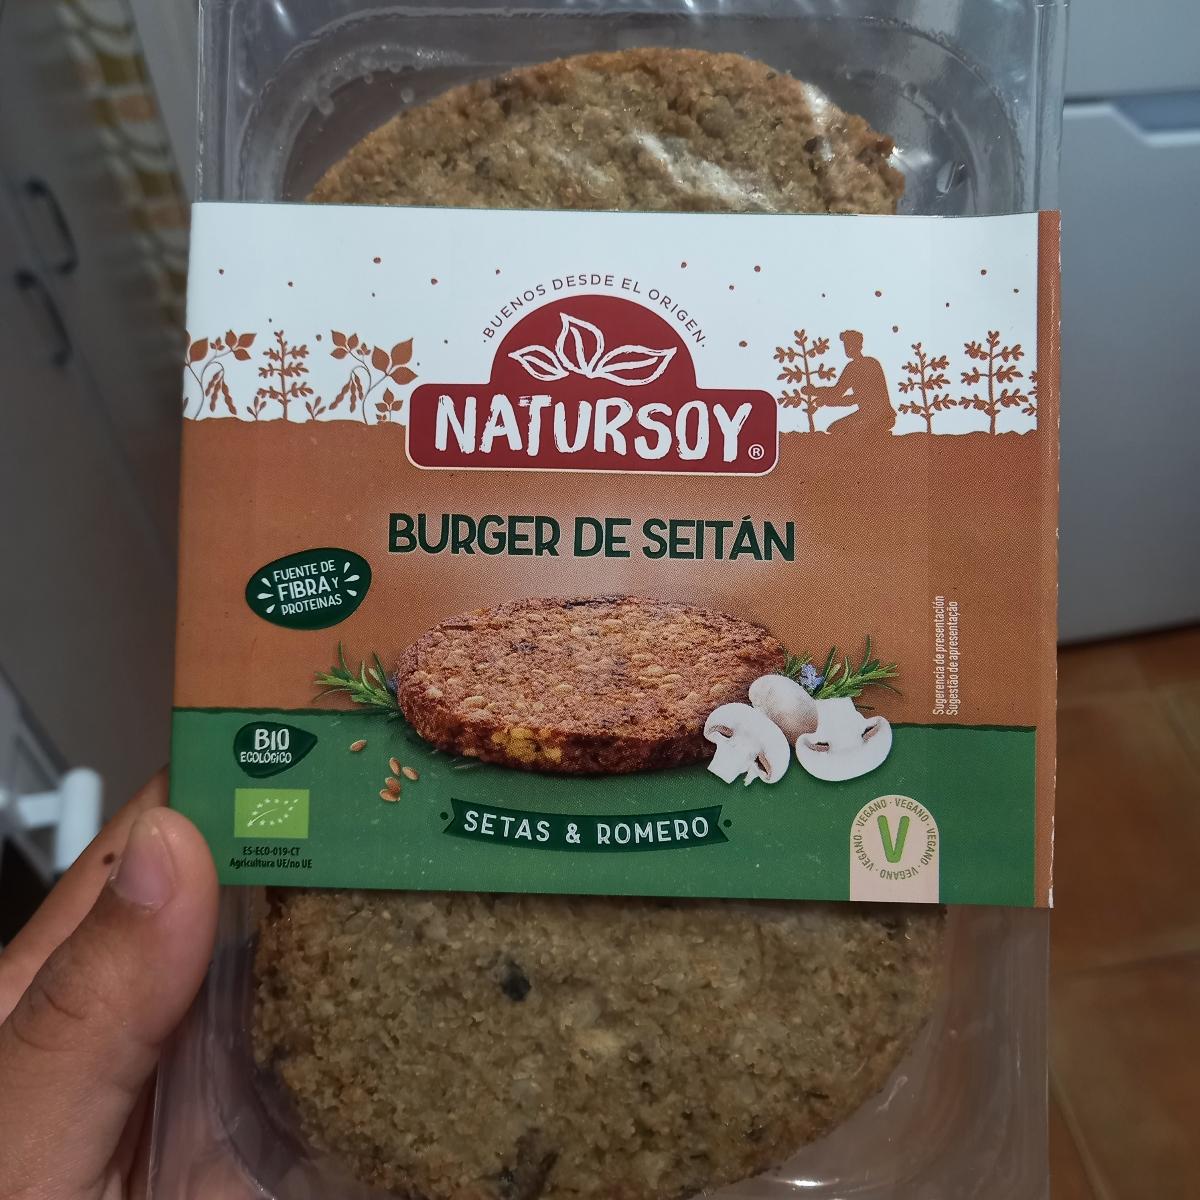 ·BUENOS DESDE EL ORIGEN·
NATURSOY®
BURGER DE SEITÁN
FUENTE DE
FIBRA Y
PROTEINAS
Sugerencia de presentación
Sugestão de apresentação
BIO
ECOLÓGICO
ES-ECO-019-CT
Agricultura UE/no UE
·SETAS & ROMERO·
VEGANO · VEGANO · VEGANO · VEGANO · VEGANO
V